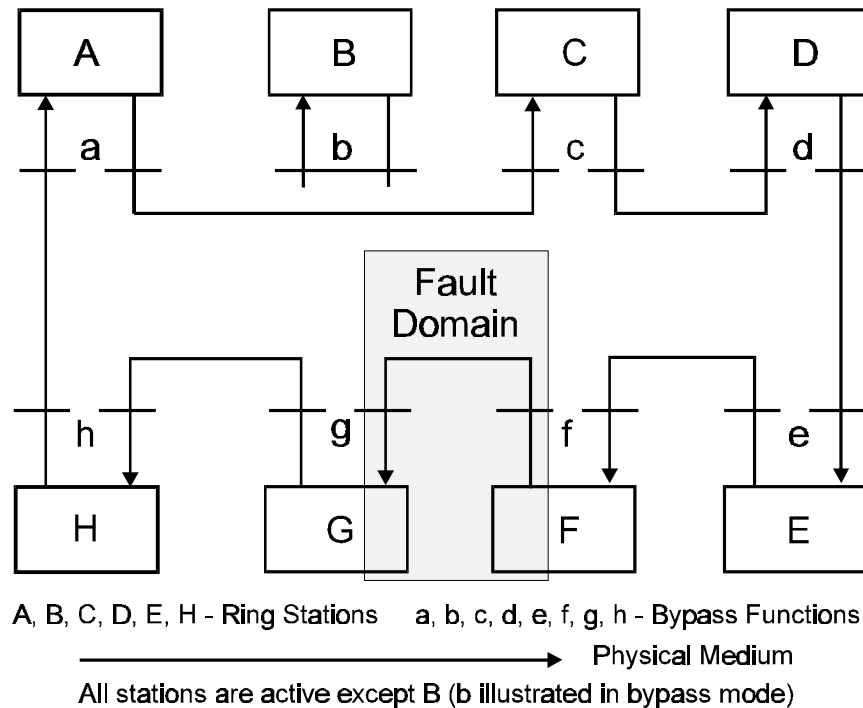 A B C D
a b c d
Fault
Domain
h g f e
H G F E
A, B, C, D, E, H - Ring Stations a, b, c, d, e, f, g, h - Bypass Functions
Physical Medium
All stations are active except B (b illustrated in bypass mode)